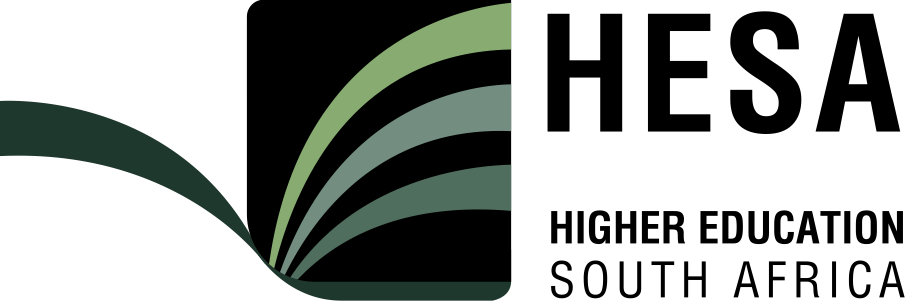 HESA
HIGHER EDUCATION
SOUTH AFRICA